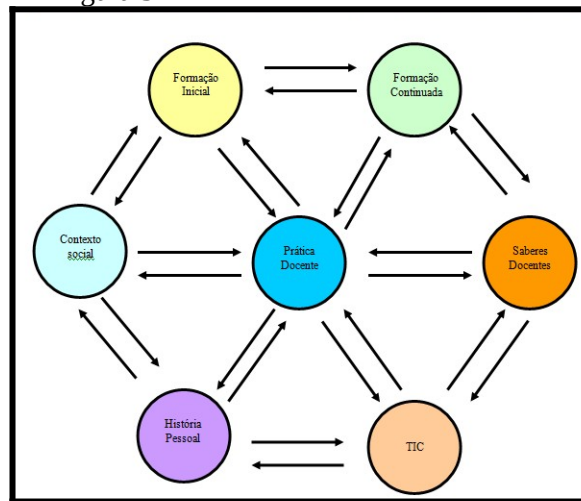 Formação
Inicial
Formação
Continuada
Contexto
social
Prática
Docente
Saberes
Docentes
História
Pessoal
TIC